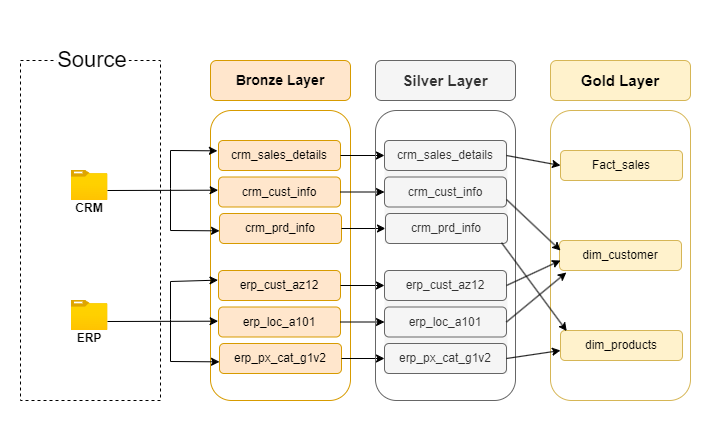 Source
Bronze Layer
Silver Layer
Gold Layer
CRM
ERP
crm_sales_details
crm_cust_info
crm_prd_info
erp_cust_az12
erp_loc_a101
erp_px_cat_g1v2
crm_sales_details
crm_cust_info
crm_prd_info
erp_cust_az12
erp_loc_a101
erp_px_cat_g1v2
Fact_sales
dim_customer
dim_products